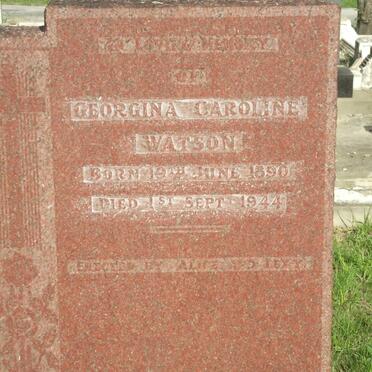 IN LOVING MEMORY
OF
GEORGINA CAROLINE
WATSON
BORN 19TH JUNE 1890
DIED 1ST SEPT 1944
ERECTED BY